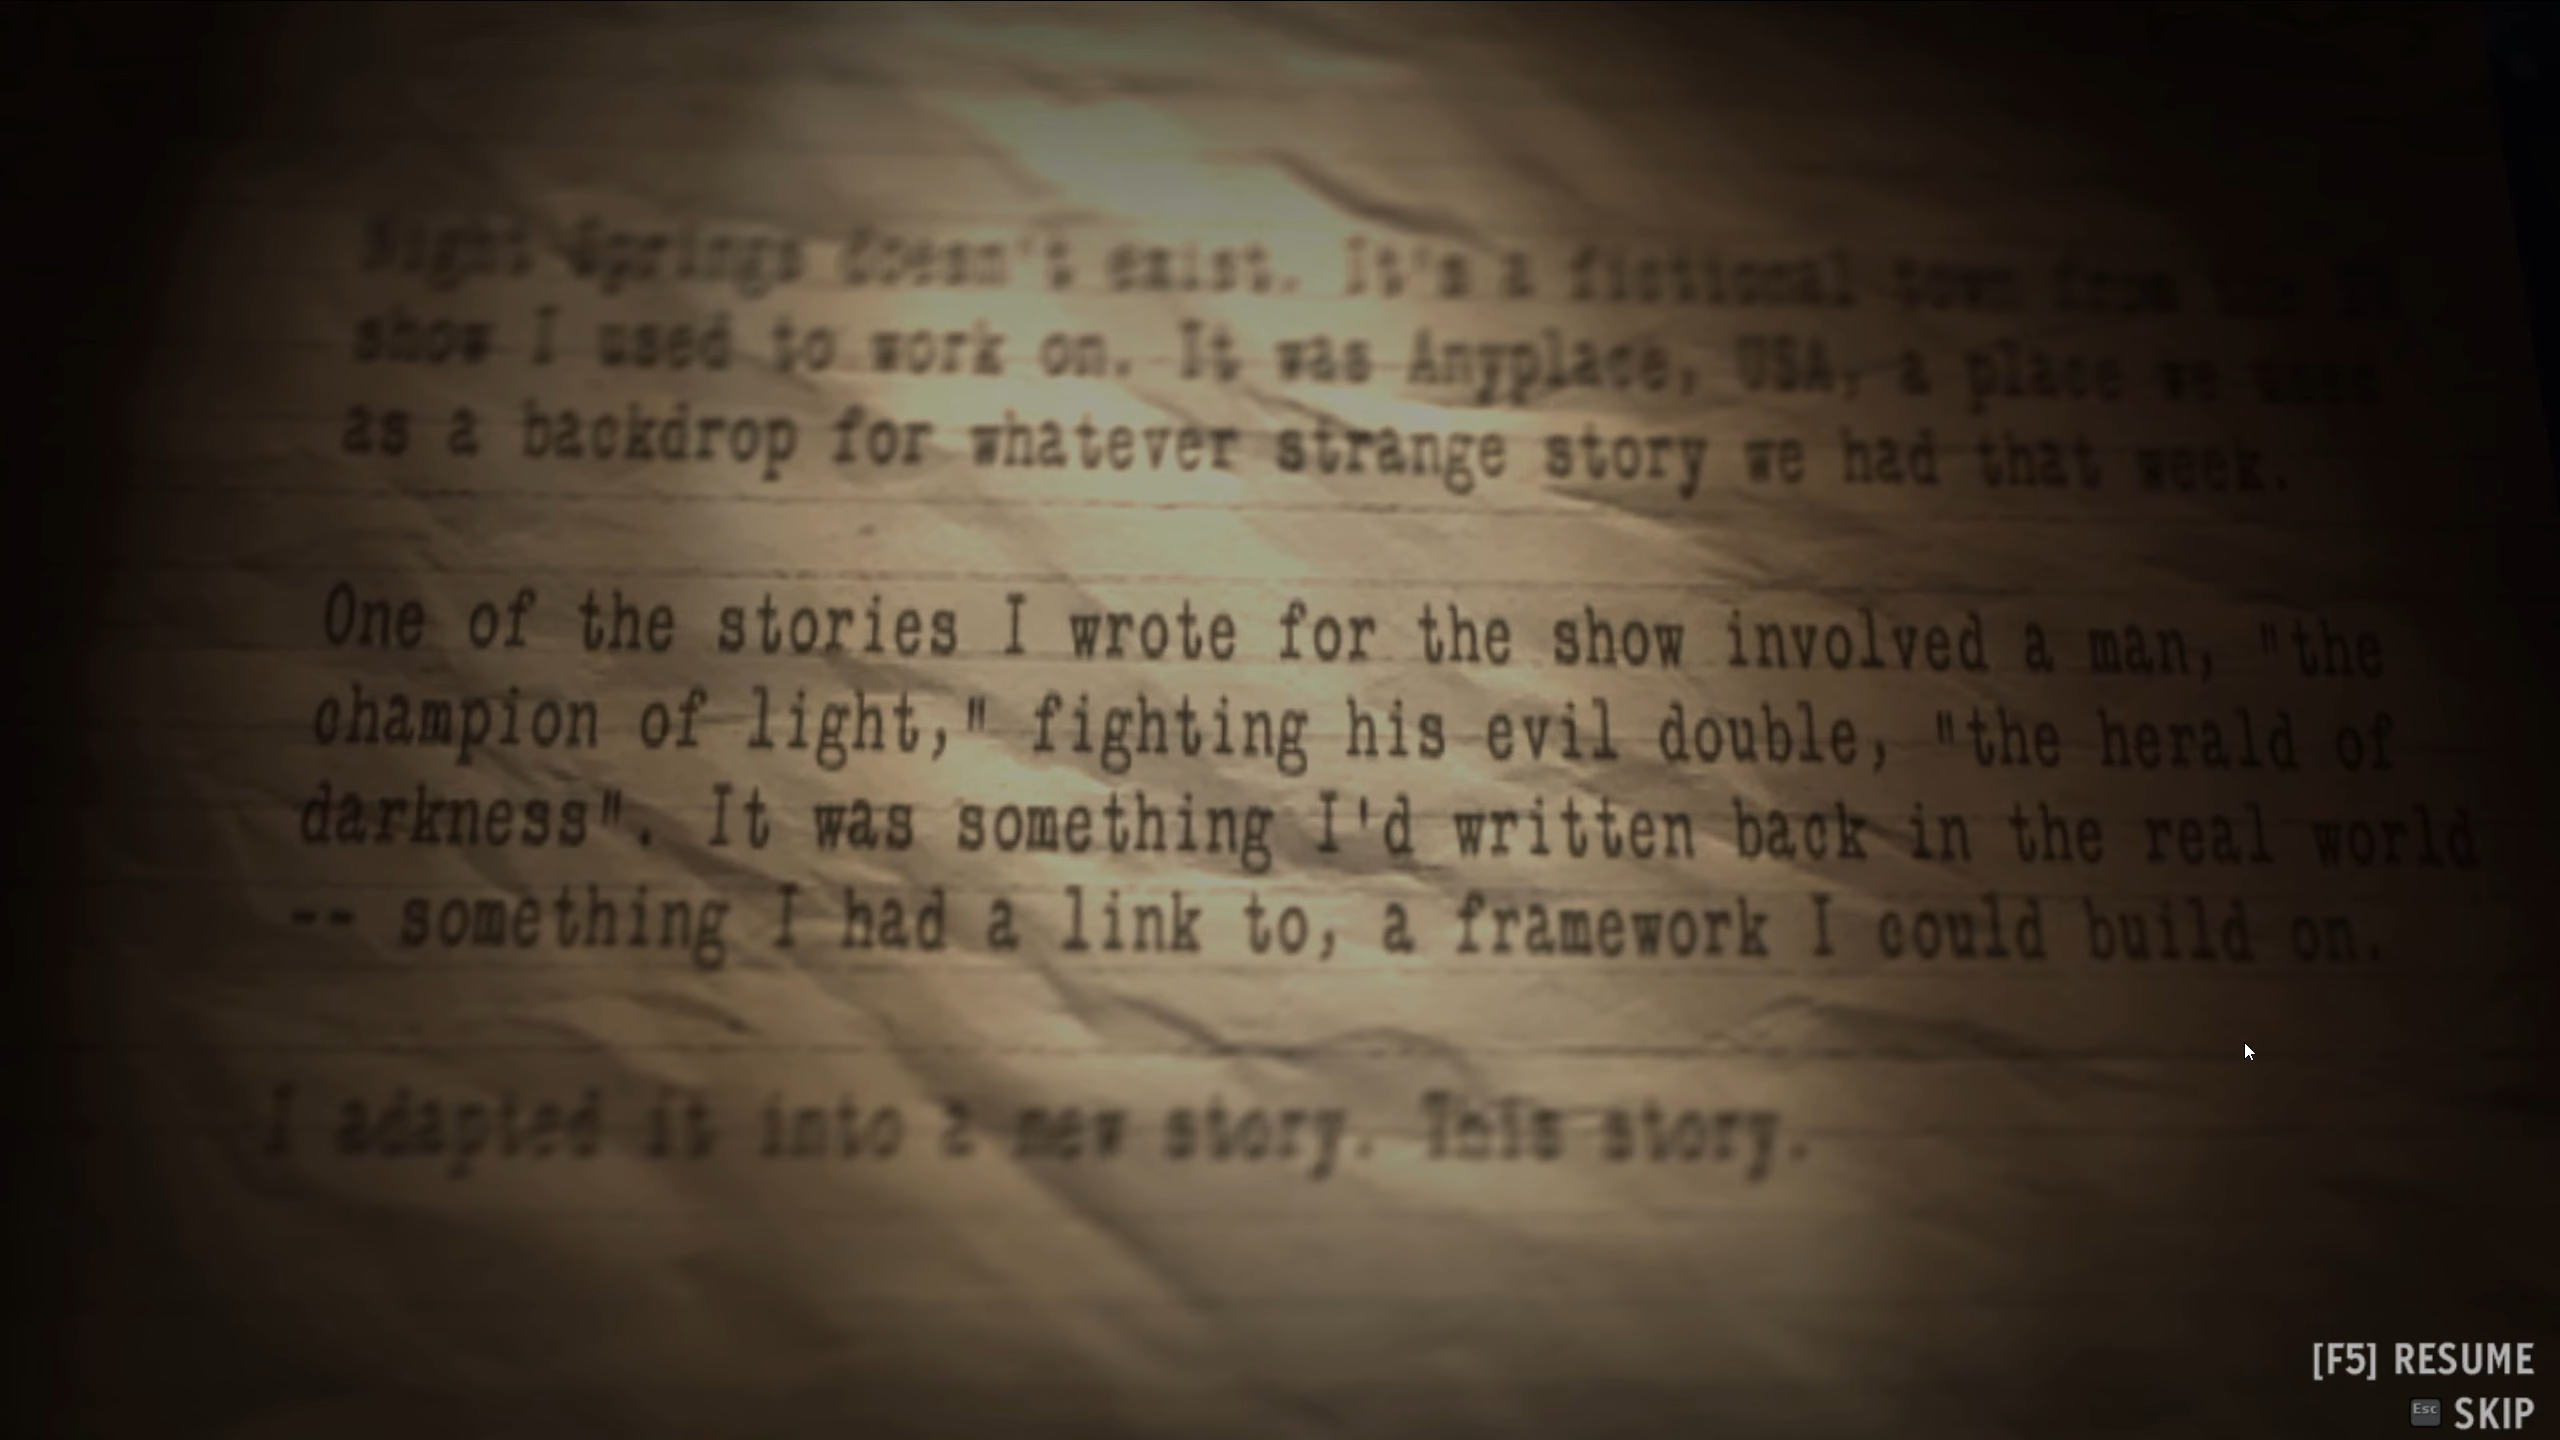 Night Springs doesn't exist. It's a fictional town from the TV
show I used to work on. It was Anyplace, USA, a place we used
as a backdrop for whatever strange story we had that week.
One of the stories I wrote for the show involved a man, "the
champion of light," fighting his evil double, "the herald of
darkness". It was something I'd written back in the real world
-- something I had a link to, a framework I could build on.
I adapted it into a new story. This story.
[F5] RESUME
Esc SKIP